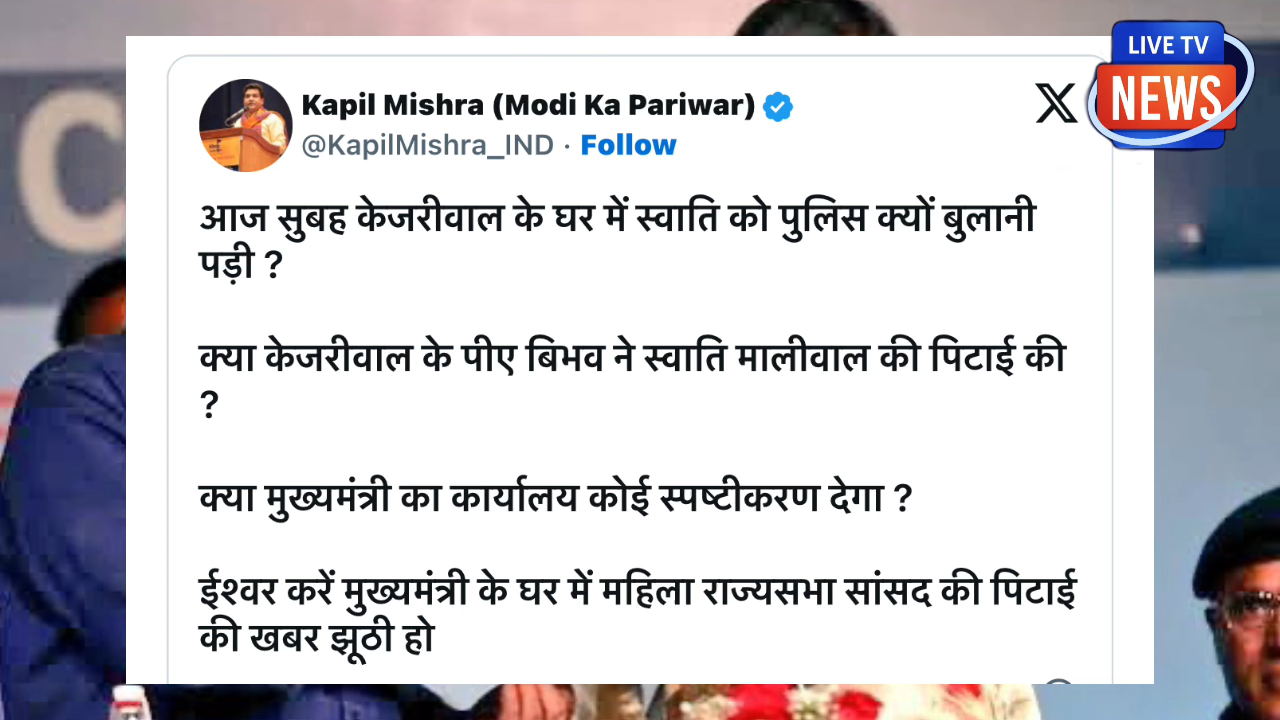 LIVE TV
NEWS
Kapil Mishra (Modi Ka Pariwar)
@KapilMishra_IND · Follow
आज सुबह केजरीवाल के घर में स्वाति को पुलिस क्यों बुलानी
पड़ी ?
क्या केजरीवाल के पीए बिभव ने स्वाति मालीवाल की पिटाई की
?
क्या मुख्यमंत्री का कार्यालय कोई स्पष्टीकरण देगा ?
ईश्वर करें मुख्यमंत्री के घर में महिला राज्यसभा सांसद की पिटाई
की खबर झूठी हो